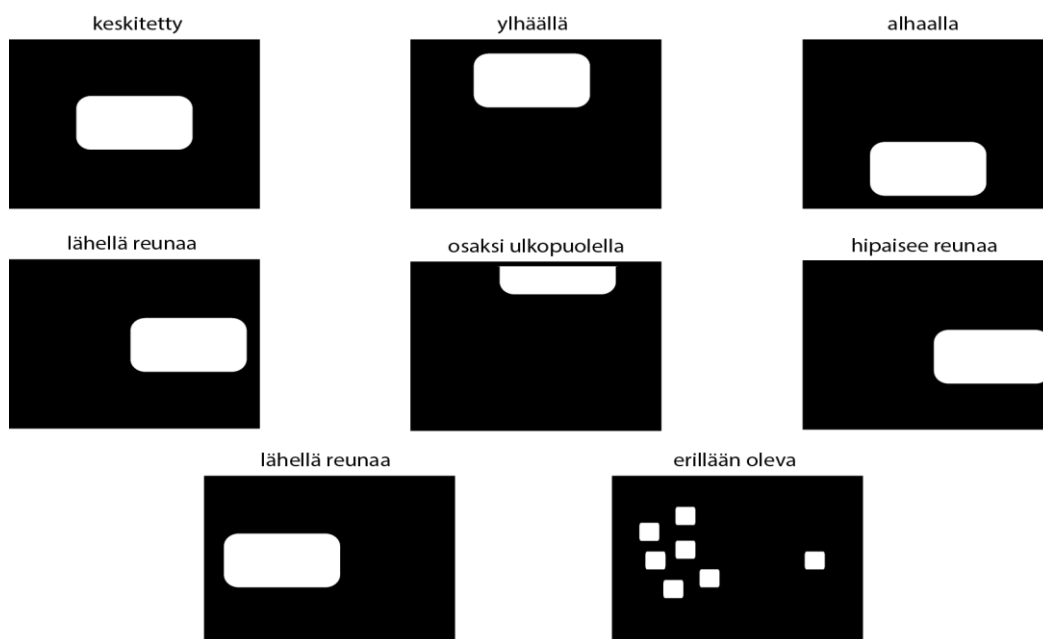 keskitetty
ylhäällä
alhaalla
lähellä reunaa
osaksi ulkopuolella
hipaisee reunaa
lähellä reunaa
erillään oleva